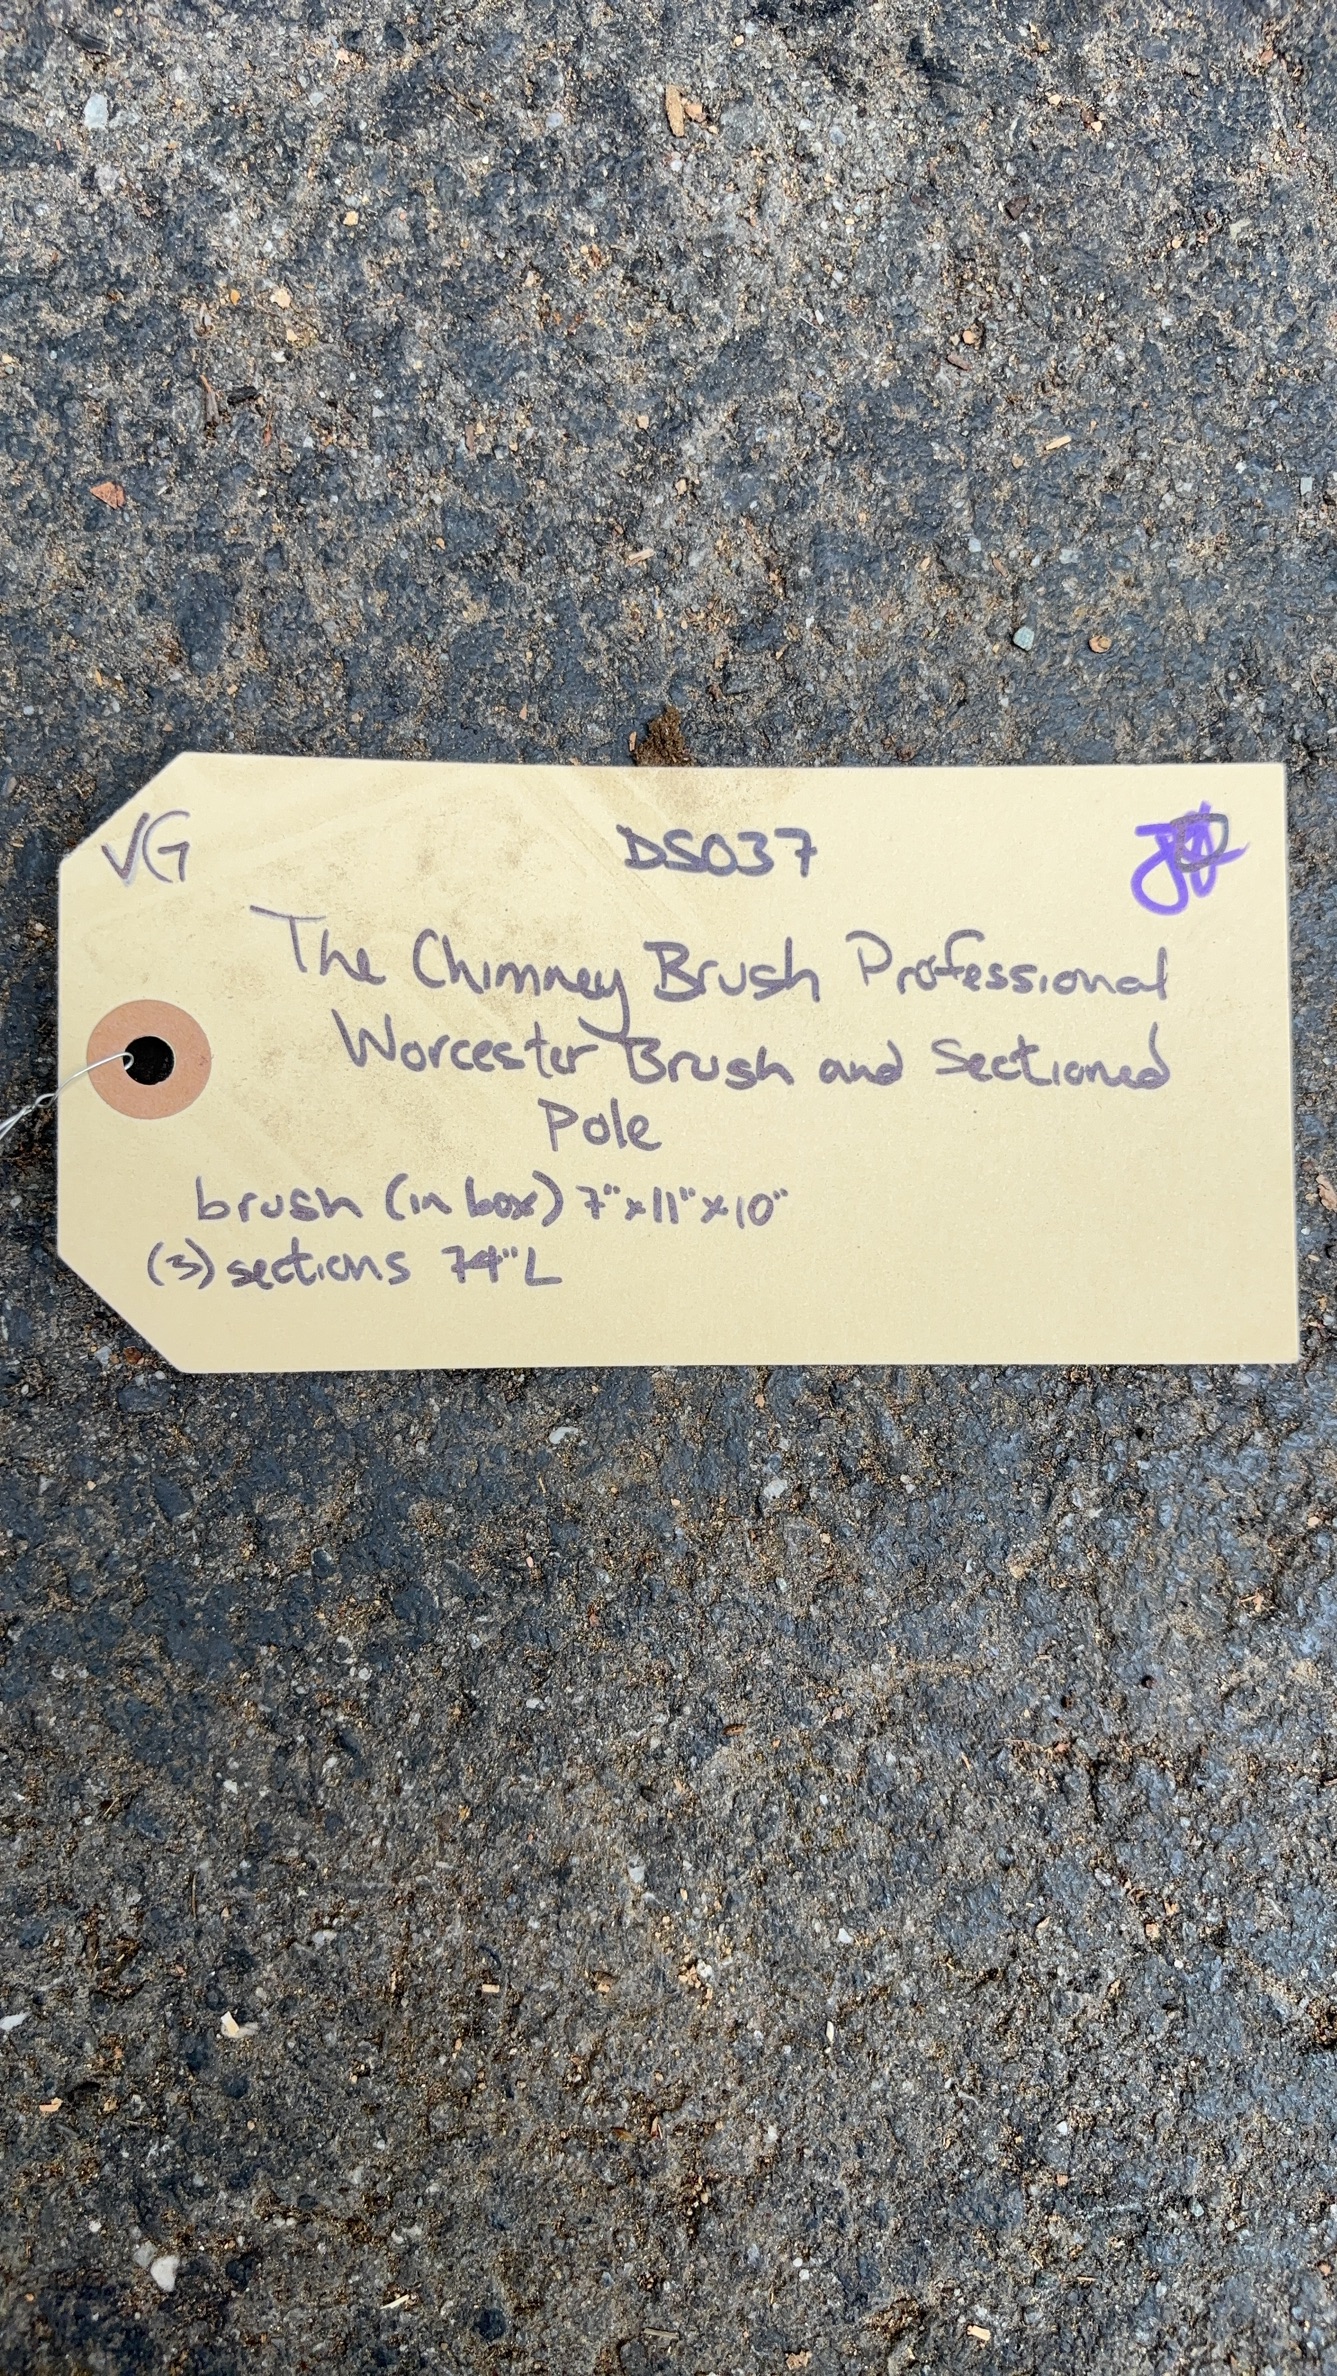 VG DS037
The Chimney Brush Professional
Worcester Brush and Sectioned
Pole
brush (in box) 7"x11"x10"
(3) sections 74"L